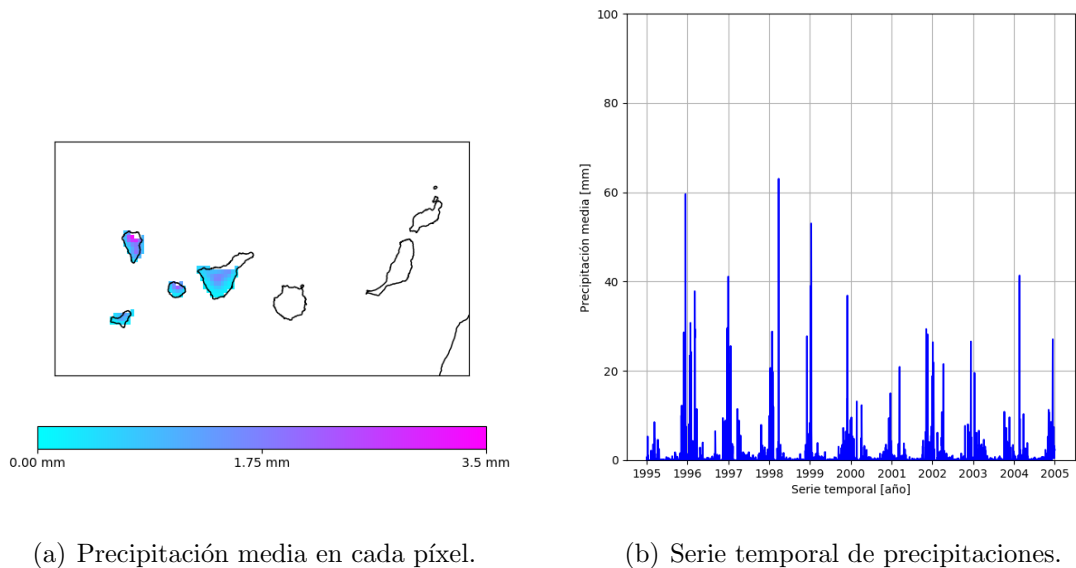 0.00 mm
1.75 mm
3.5 mm
(a) Precipitación media en cada píxel.
Precipitación media [mm]
100
80
60
40
20
0
1995 1996 1997 1998 1999 2000 2001 2002 2003 2004 2005
Serie temporal [año]
(b) Serie temporal de precipitaciones.